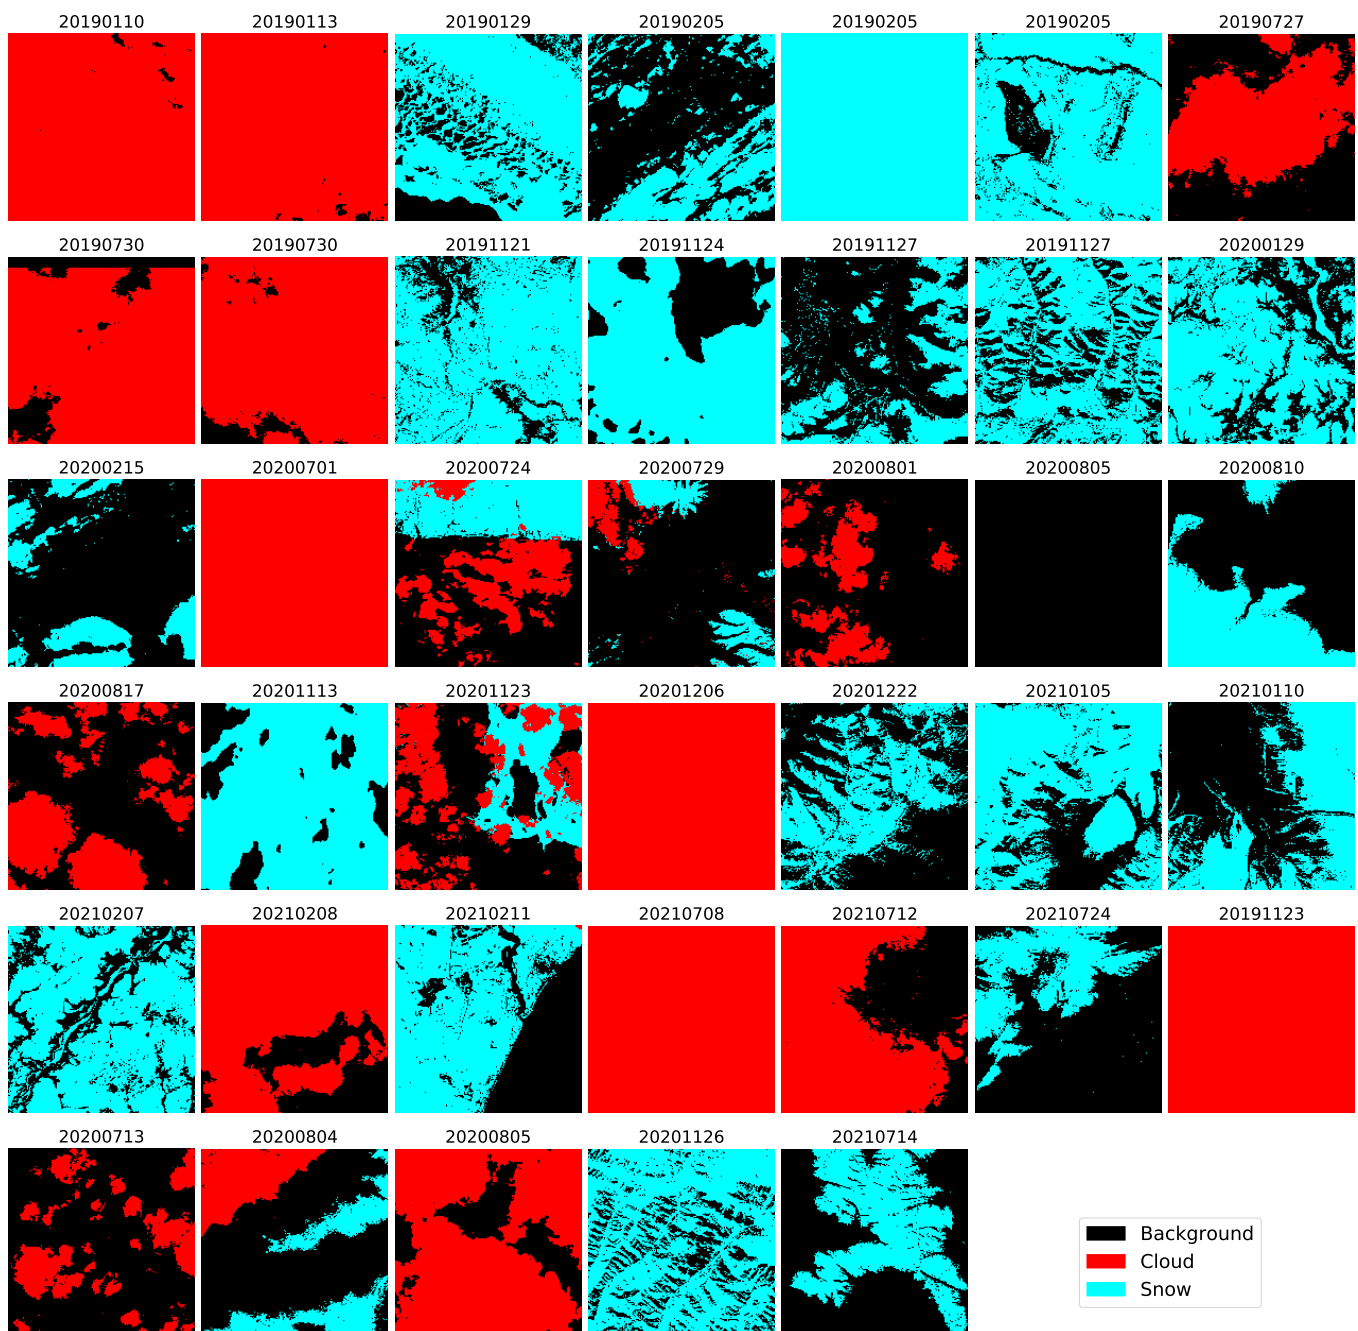 20190110 20190113 20190129 20190205 20190205 20190205 20190727
20190730 20190730 20191121 20191124 20191127 20191127 20200129
20200215 20200701 20200724 20200729 20200801 20200805 20200810
20200817 20201113 20201123 20201206 20201222 20210105 20210110
20210207 20210208 20210211 20210708 20210712 20210724 20191123
20200713 20200804 20200805 20201126 20210714
Background
Cloud
Snow